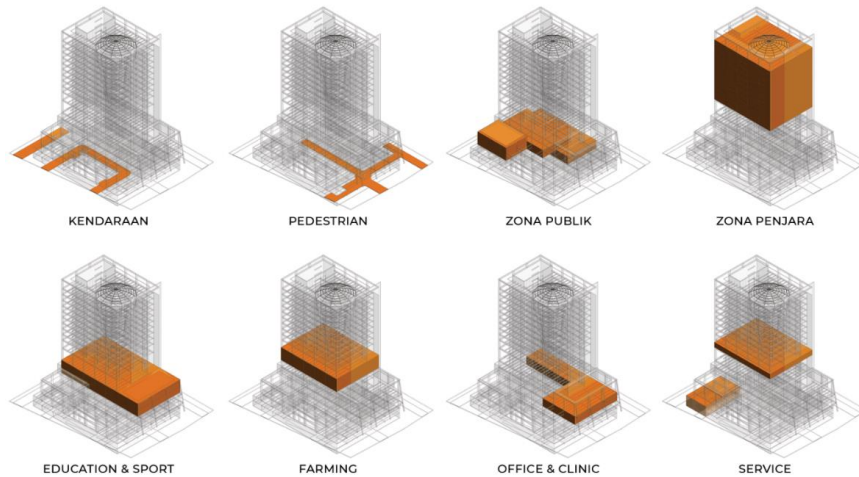 KENDARAAN
PEDESTRIAN
ZONA PUBLIK
ZONA PENJARA
EDUCATION & SPORT
FARMING
OFFICE & CLINIC
SERVICE